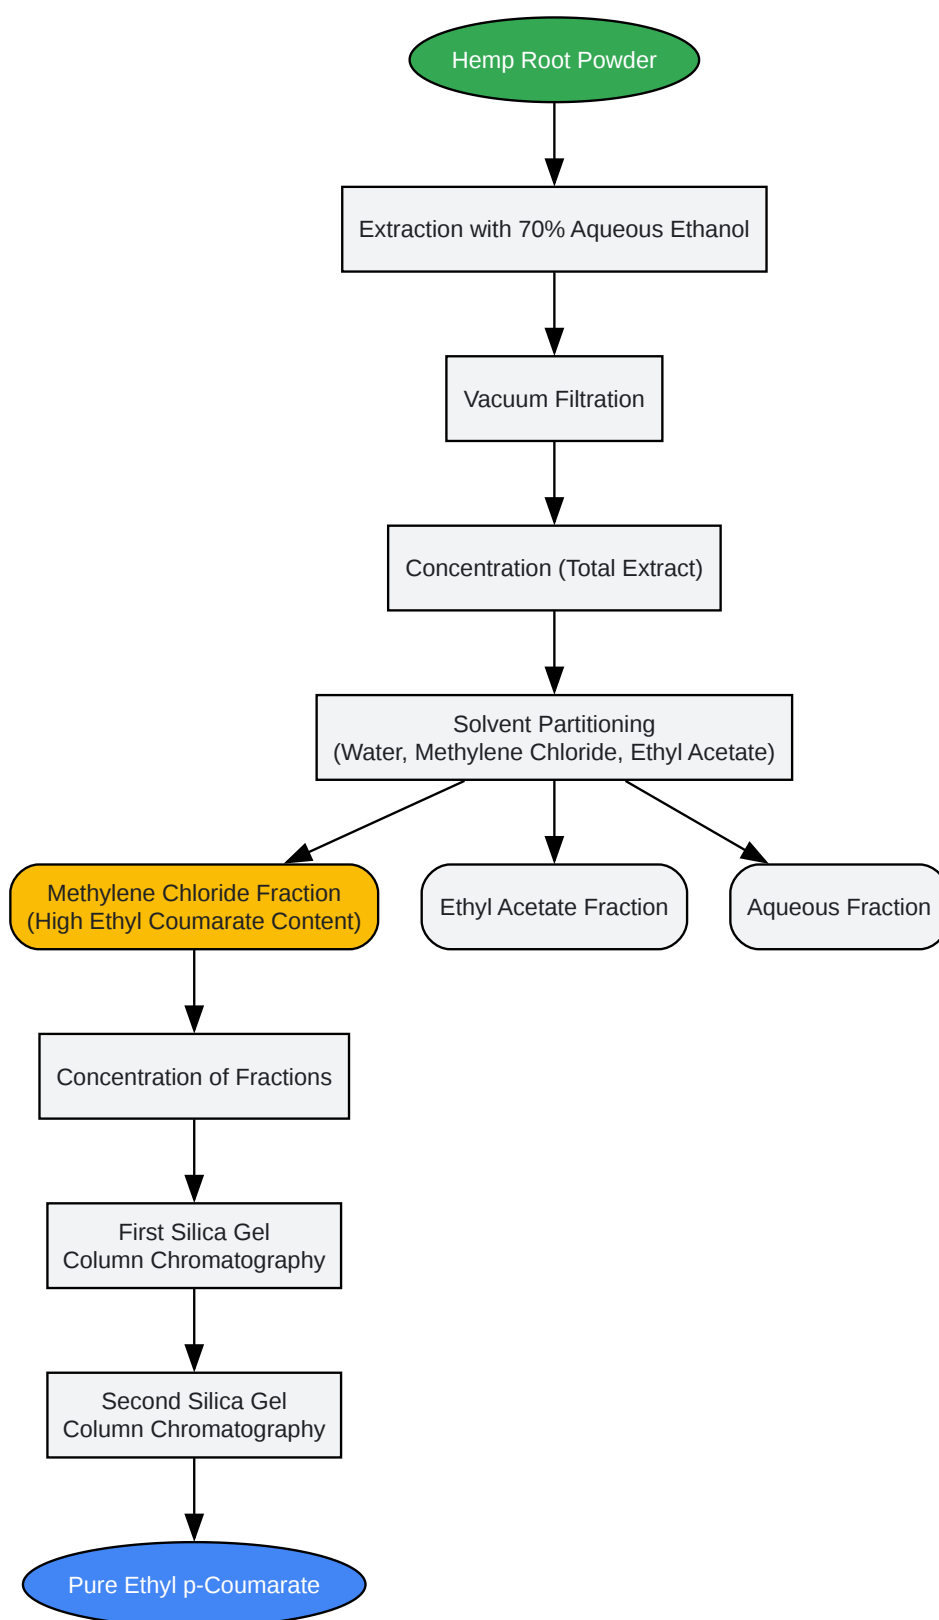 Hemp Root Powder
Extraction with 70% Aqueous Ethanol
Vacuum Filtration
Concentration (Total Extract)
Solvent Partitioning
(Water, Methylene Chloride, Ethyl Acetate)
Methylene Chloride Fraction
(High Ethyl Coumarate Content)
Ethyl Acetate Fraction
Aqueous Fraction
Concentration of Fractions
First Silica Gel
Column Chromatography
Second Silica Gel
Column Chromatography
Pure Ethyl p-Coumarate